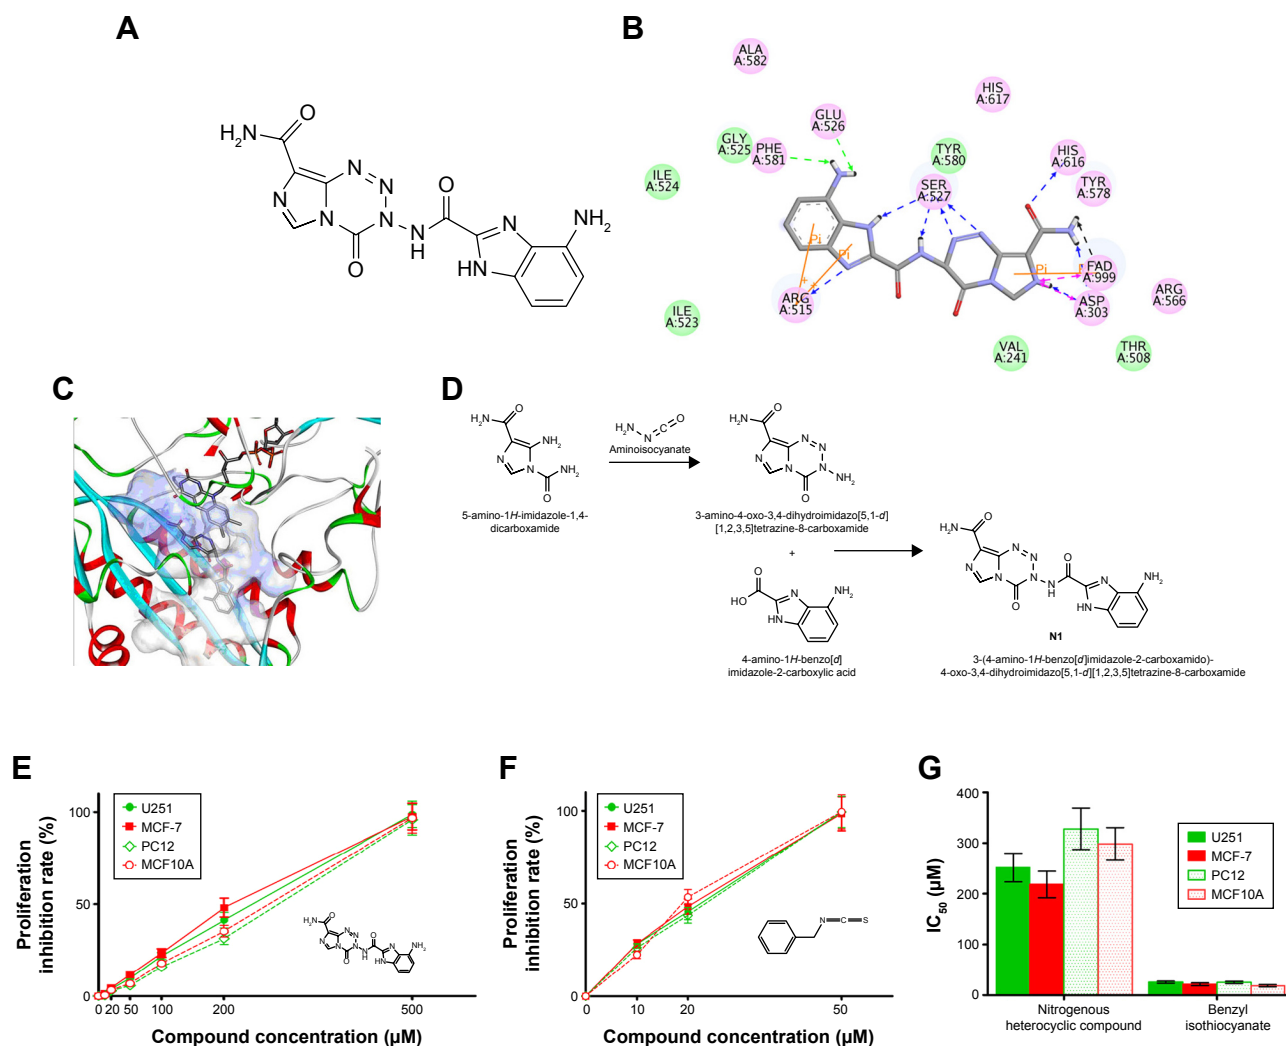 A
H₂N
O
N
N
N
N
N
N
O
N
H
O
N
HN
NH₂
B
ALA
A:582
HIS
A:617
GLU
A:526
GLY
A:525
PHE
A:581
TYR
A:580
HIS
A:616
ILE
A:524
SER
A:527
TYR
A:578
Pi
Pi
+
+
Pi
FAD
A:999
ARG
A:515
ASP
A:303
ARG
A:566
ILE
A:523
VAL
A:241
THR
A:508
C
D
H₂N
O
NH₂
N
N
NH₂
O
5-amino-1H-imidazole-1,4-
dicarboxamide
H₂N
N
C
O
Aminoisocyanate
H₂N
O
N
N
N
N
N
N
NH₂
O
3-amino-4-oxo-3,4-dihydroimidazo[5,1-d]
[1,2,3,5]tetrazine-8-carboxamide
+
O
HO
N
HN
NH₂
4-amino-1H-benzo[d]
imidazole-2-carboxylic acid
H₂N
O
N
N
N
N
N
N
O
N
H
O
N
HN
NH₂
N1
3-(4-amino-1H-benzo[d]imidazole-2-carboxamido)-
4-oxo-3,4-dihydroimidazo[5,1-d][1,2,3,5]tetrazine-8-carboxamide
E
Proliferation
inhibition rate (%)
100
50
0
U251
MCF-7
PC12
MCF10A
H₂N
O
N
N
N
N
N
N
O
N
H
O
N
HN
NH₂
0 20 50 100 200 500
Compound concentration (µM)
F
Proliferation
inhibition rate (%)
100
50
0
U251
MCF-7
PC12
MCF10A
N
C
S
0 10 20 50
Compound concentration (µM)
G
IC₅₀ (µM)
400
300
200
100
0
U251
MCF-7
PC12
MCF10A
Nitrogenous
heterocyclic compound
Benzyl
isothiocyanate